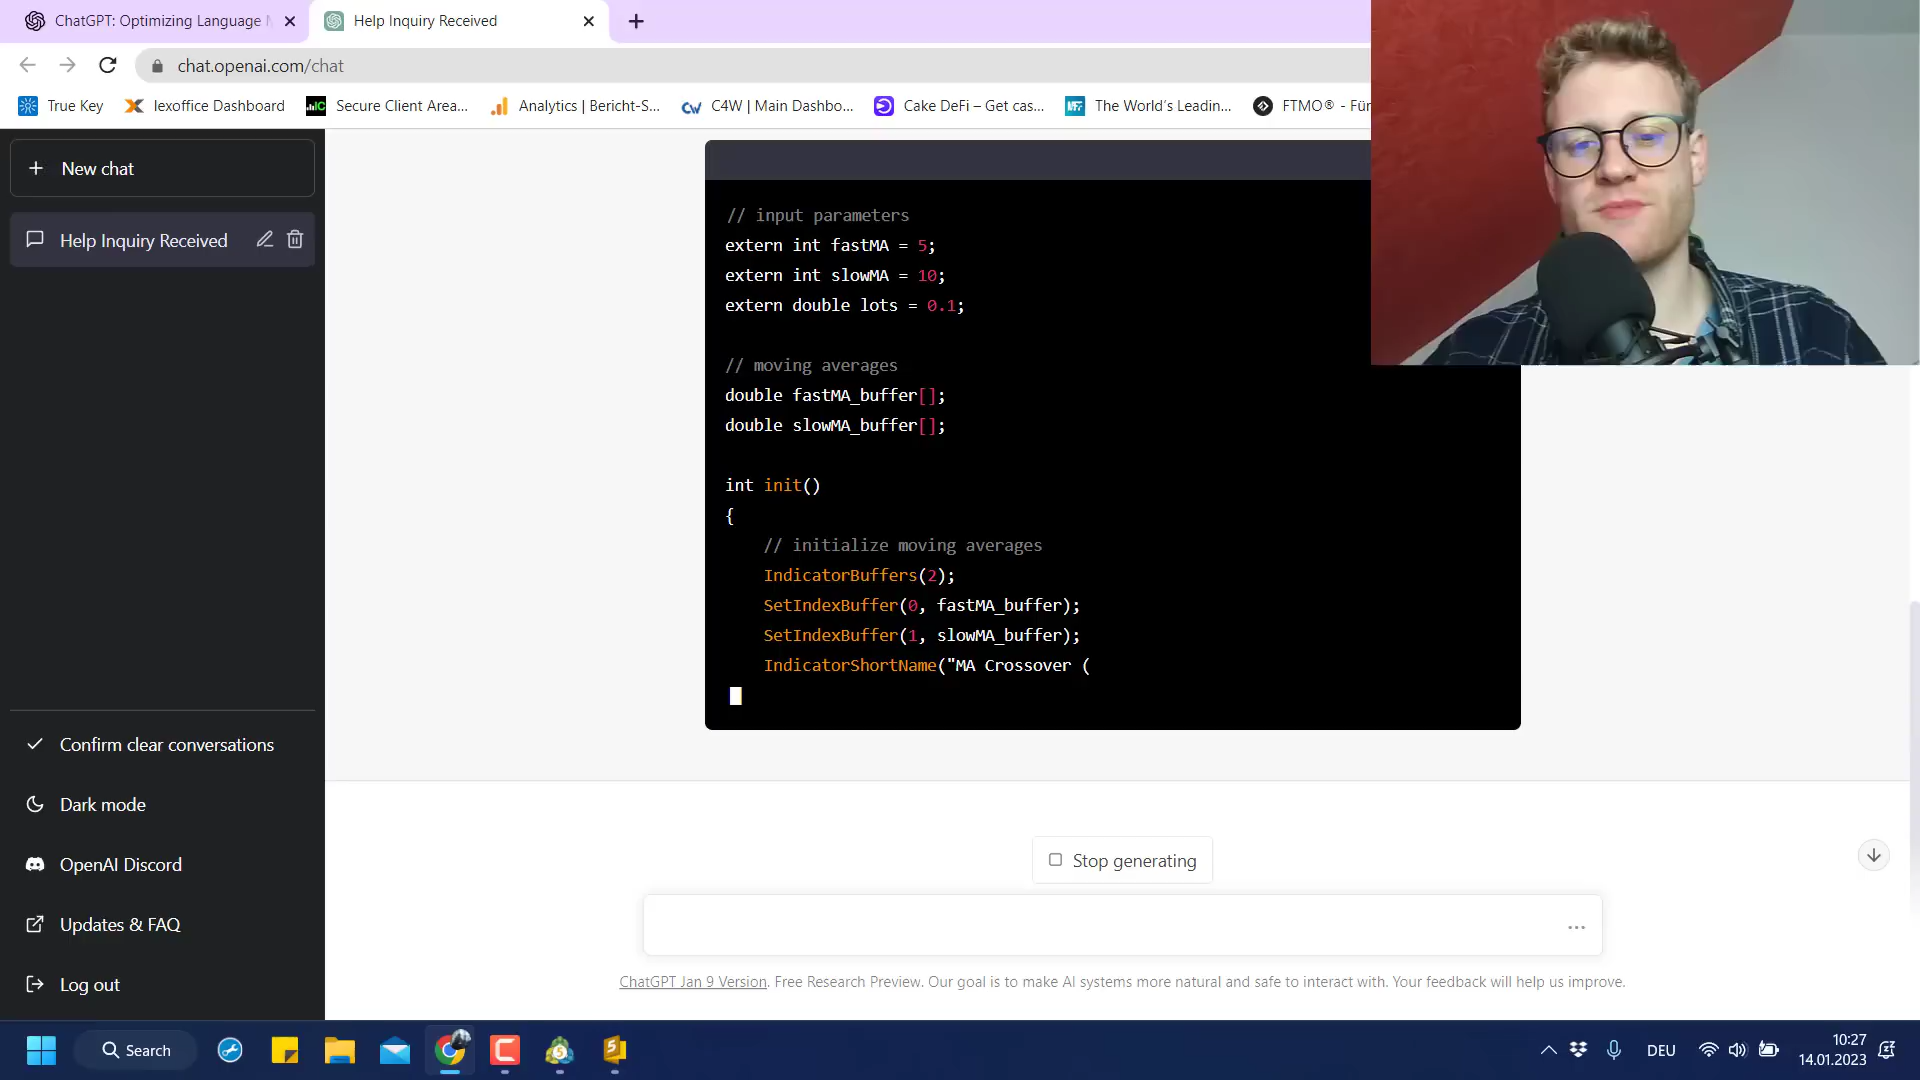 ChatGPT: Optimizing Language
Help Inquiry Received
chat.openai.com/chat
True Key
lexoffice Dashboard
Secure Client Area...
Analytics | Bericht-S...
C4W | Main Dashbo...
Cake DeFi – Get cas...
The World's Leadin...
FTMO® - Für
New chat
Help Inquiry Received
// input parameters
extern int fastMA = 5;
extern int slowMA = 10;
extern double lots = 0.1;
// moving averages
double fastMA_buffer[];
double slowMA_buffer[];
int init()
{
// initialize moving averages
IndicatorBuffers(2);
SetIndexBuffer(0, fastMA_buffer);
SetIndexBuffer(1, slowMA_buffer);
IndicatorShortName("MA Crossover (
Confirm clear conversations
Dark mode
OpenAI Discord
Updates & FAQ
Log out
Stop generating
ChatGPT Jan 9 Version. Free Research Preview. Our goal is to make AI systems more natural and safe to interact with. Your feedback will help us improve.
Search
DEU
10:27
14.01.2023